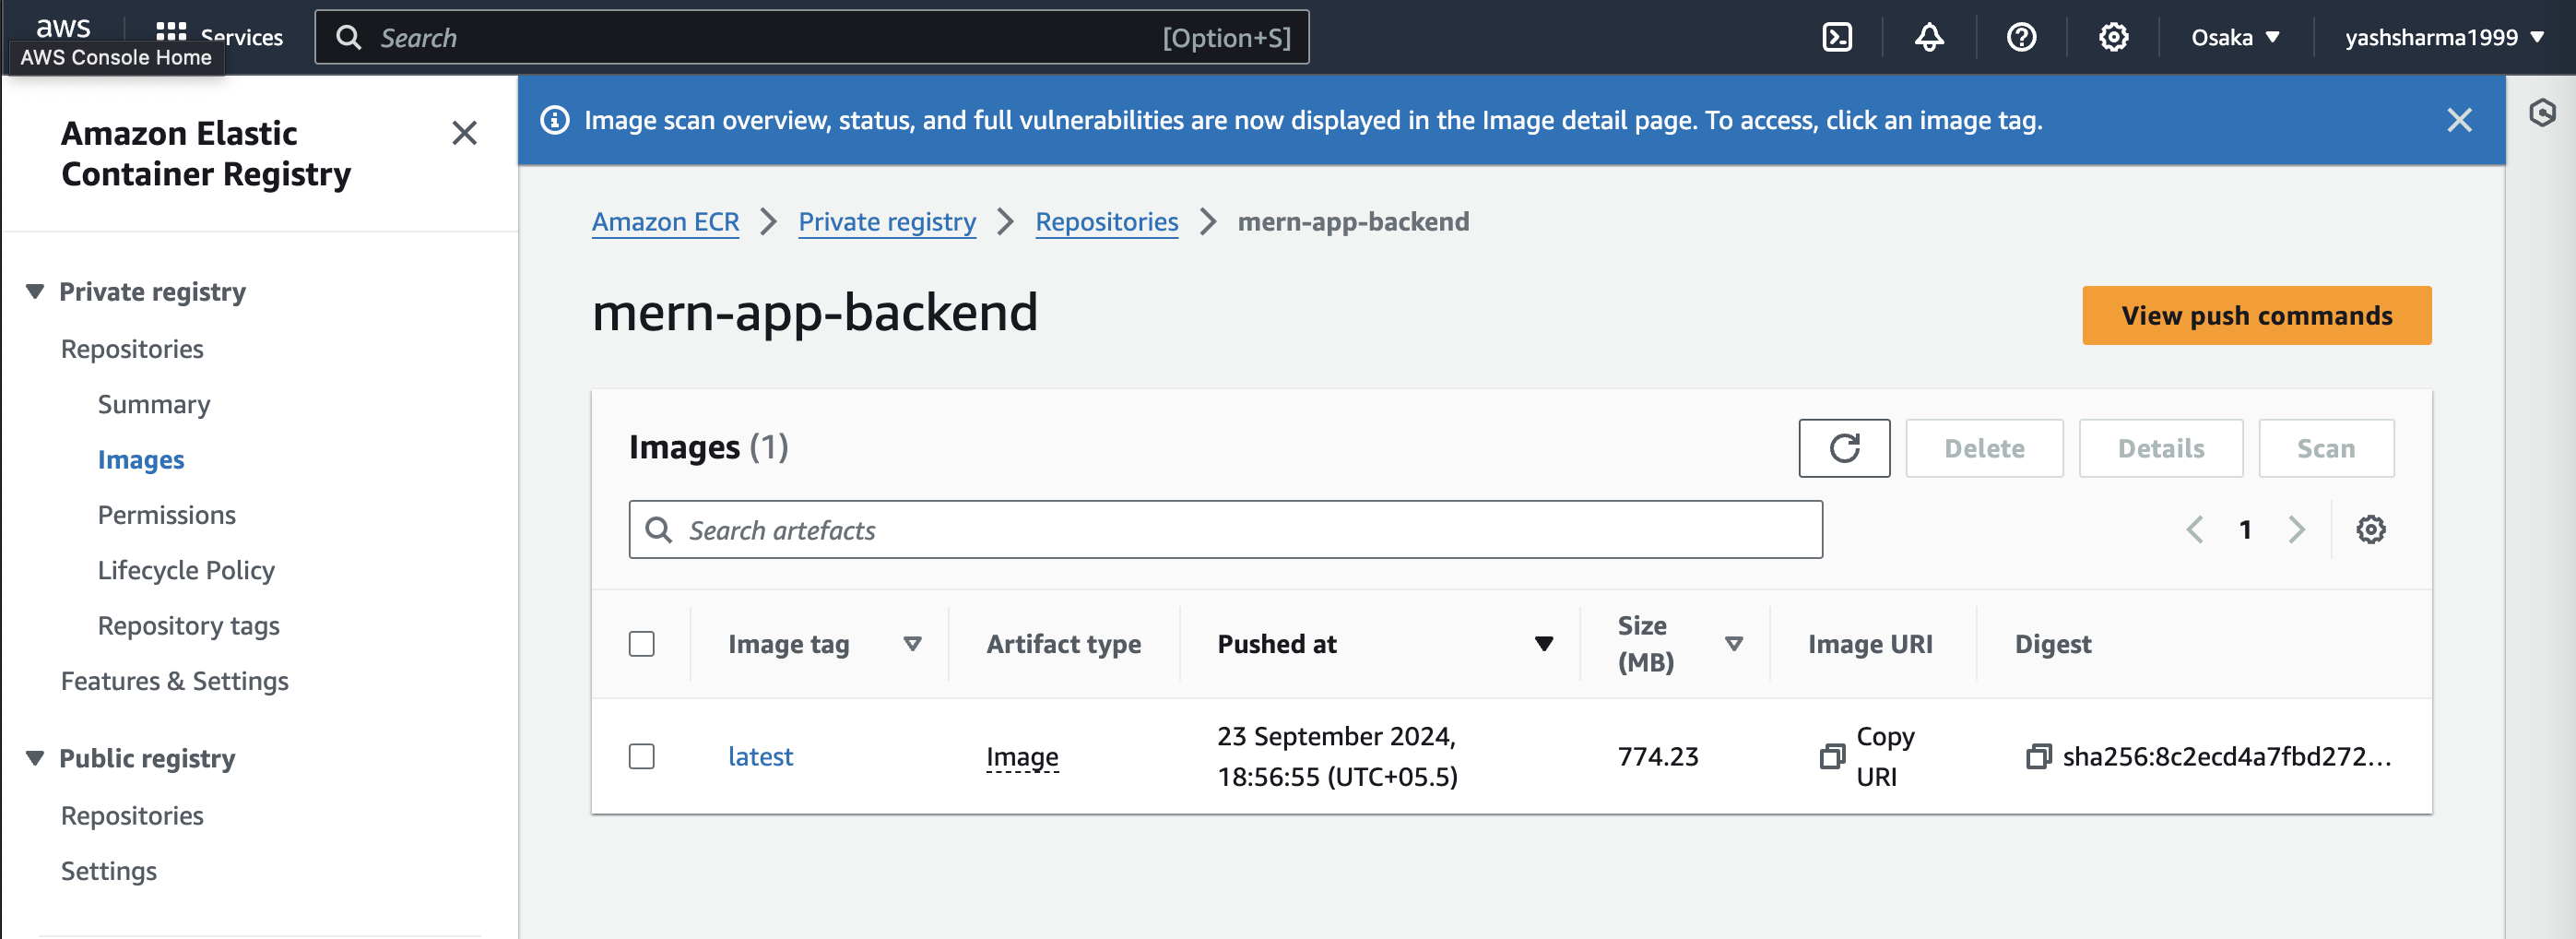 aws
Services
Search
[Option+S]
Osaka
yashsharma1999
AWS Console Home
Amazon Elastic
Container Registry
Private registry
Repositories
Summary
Images
Permissions
Lifecycle Policy
Repository tags
Features & Settings
Public registry
Repositories
Settings
Image scan overview, status, and full vulnerabilities are now displayed in the Image detail page. To access, click an image tag.
Amazon ECR
Private registry
Repositories
mern-app-backend
mern-app-backend
View push commands
Images (1)
Delete
Details
Scan
Search artefacts
1
Image tag
Artifact type
Pushed at
Size
(MB)
Image URI
Digest
latest
Image
23 September 2024,
18:56:55 (UTC+05.5)
774.23
Copy
URI
sha256:8c2ecd4a7fbd272...